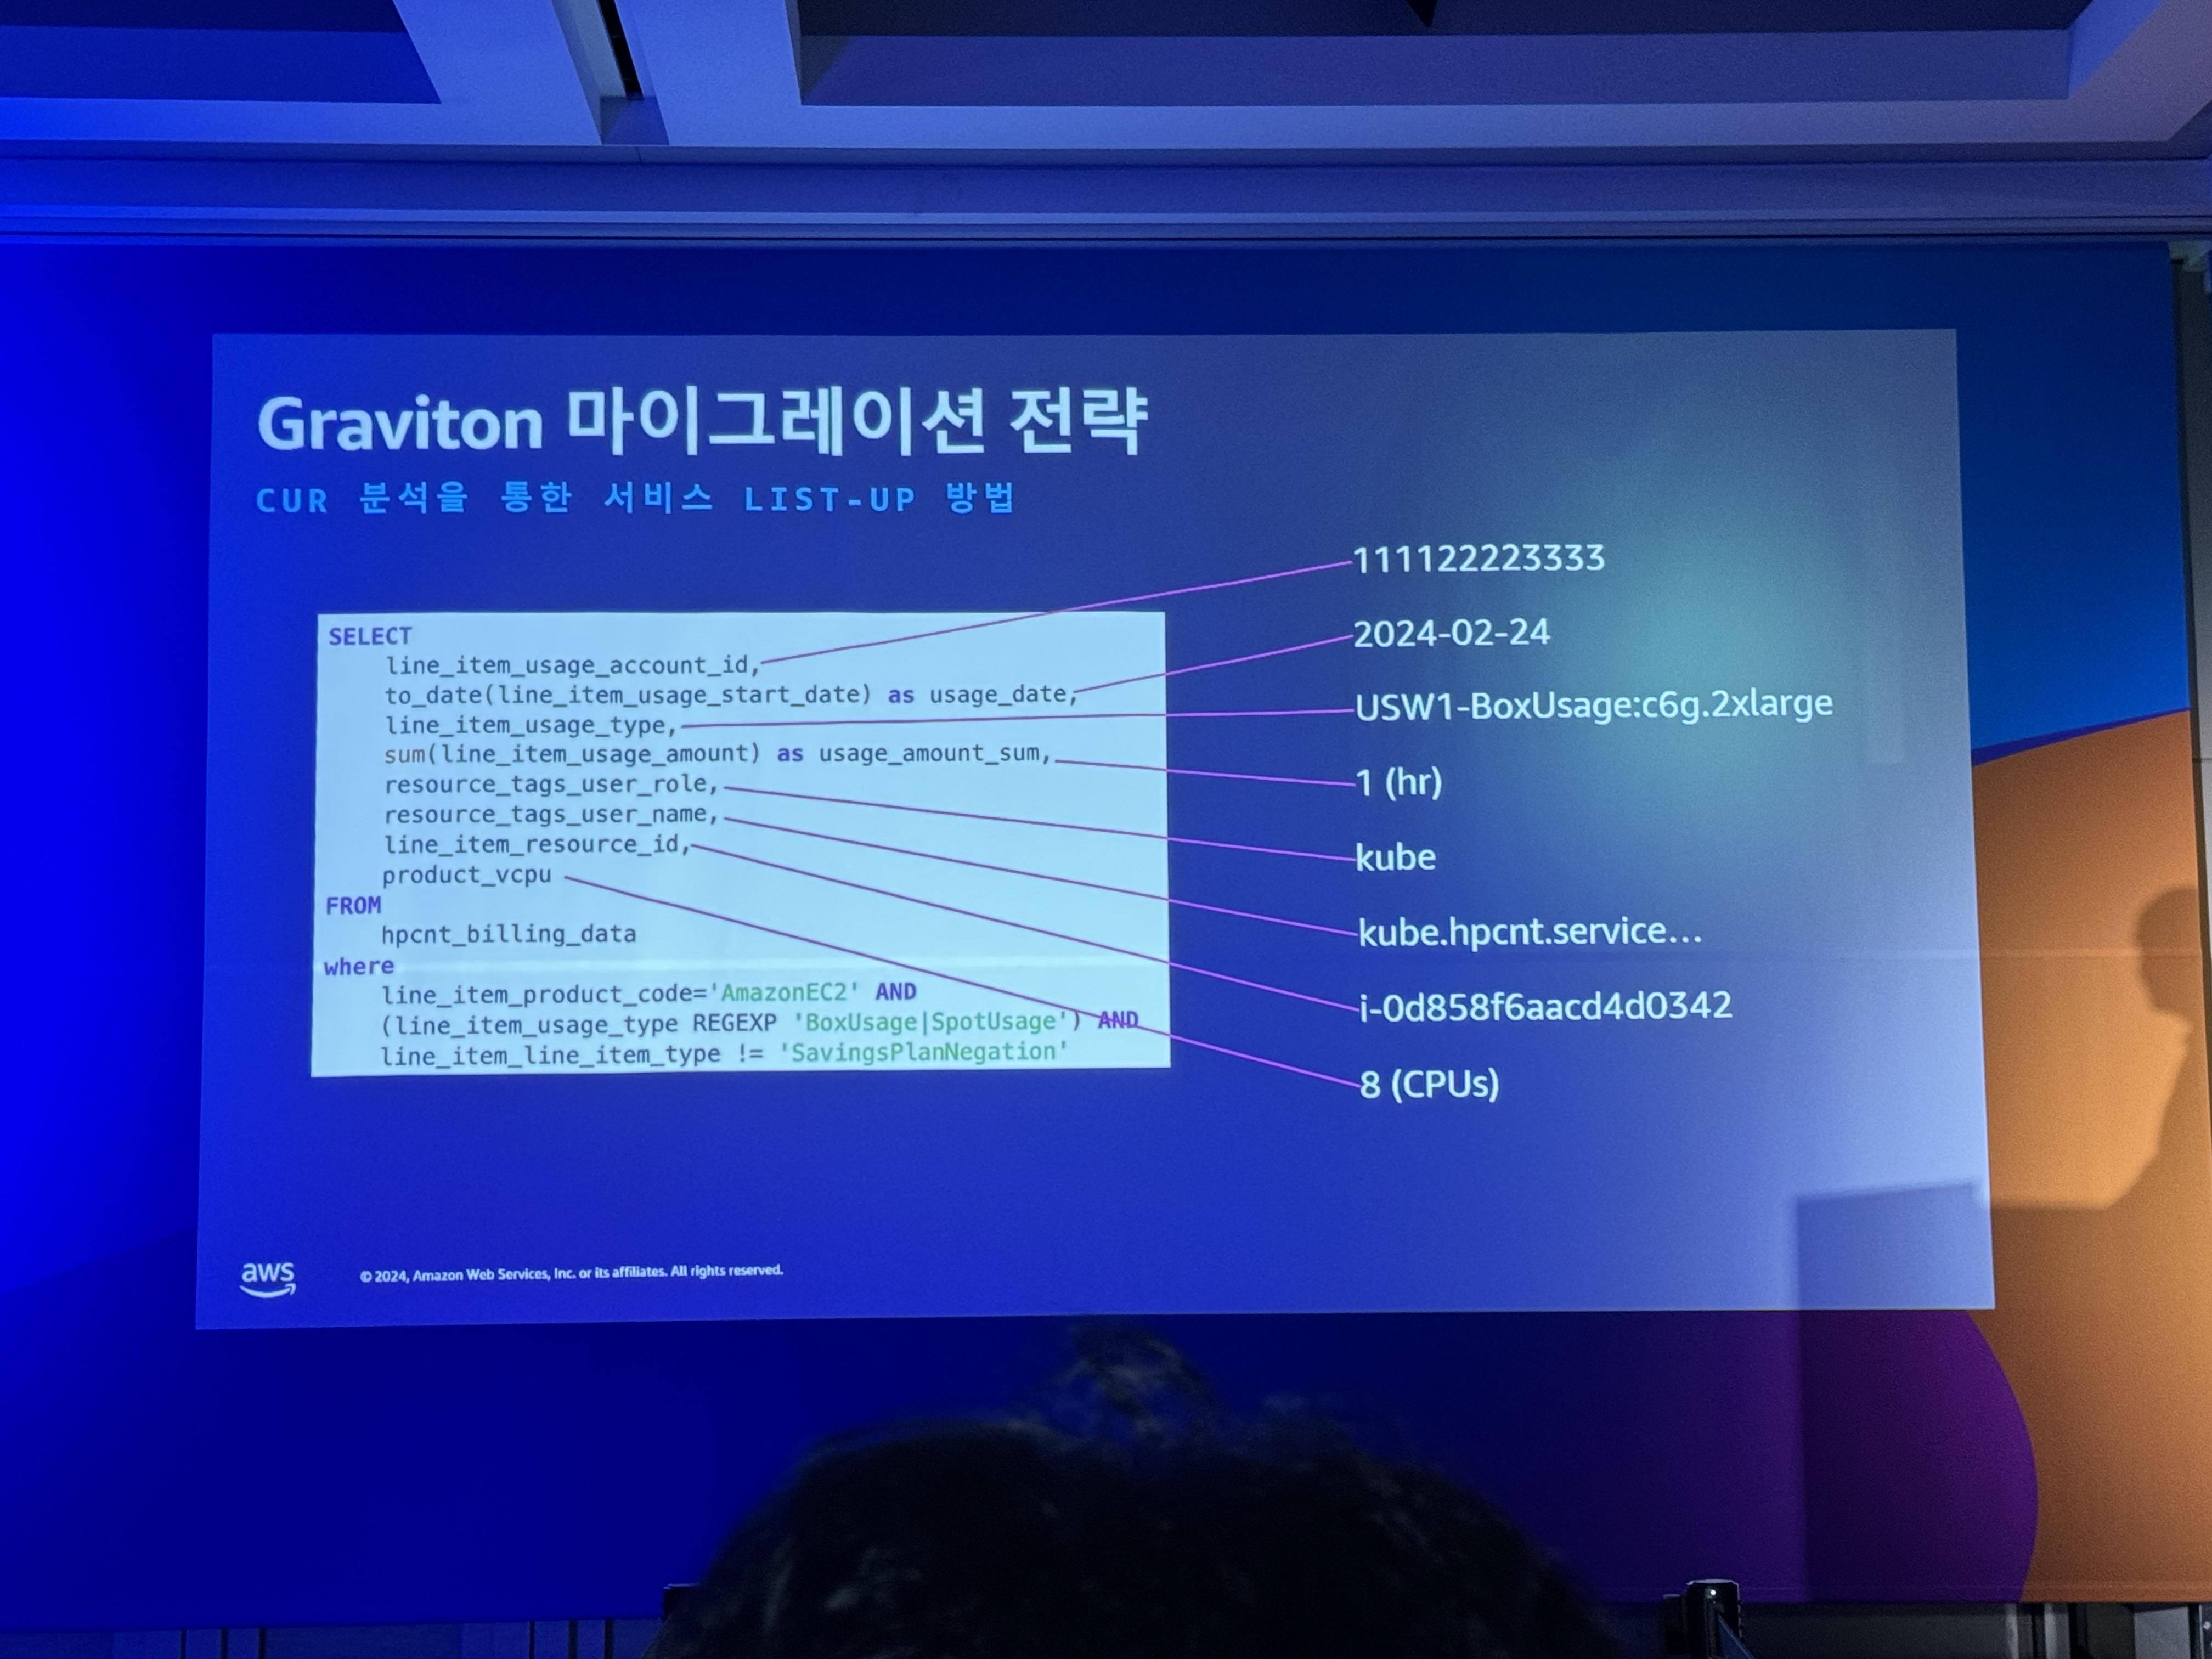 Graviton 마이그레이션 전략
CUR 분석을 통한 서비스 LIST-UP 방법
SELECT
line_item_usage_account_id,
to_date(line_item_usage_start_date) as usage_date,
line_item_usage_type,
sum(line_item_usage_amount) as usage_amount_sum,
resource_tags_user_role,
resource_tags_user_name,
line_item_resource_id,
product_vcpu
FROM
hpcnt_billing_data
where
line_item_product_code='AmazonEC2' AND
(line_item_usage_type REGEXP 'BoxUsage|SpotUsage') AND
line_item_line_item_type != 'SavingsPlanNegation'
111122223333
2024-02-24
USW1-BoxUsage:c6g.2xlarge
1 (hr)
kube
kube.hpcnt.service...
i-0d858f6aacd4d0342
8 (CPUs)
aws
© 2024, Amazon Web Services, Inc. or its affiliates. All rights reserved.